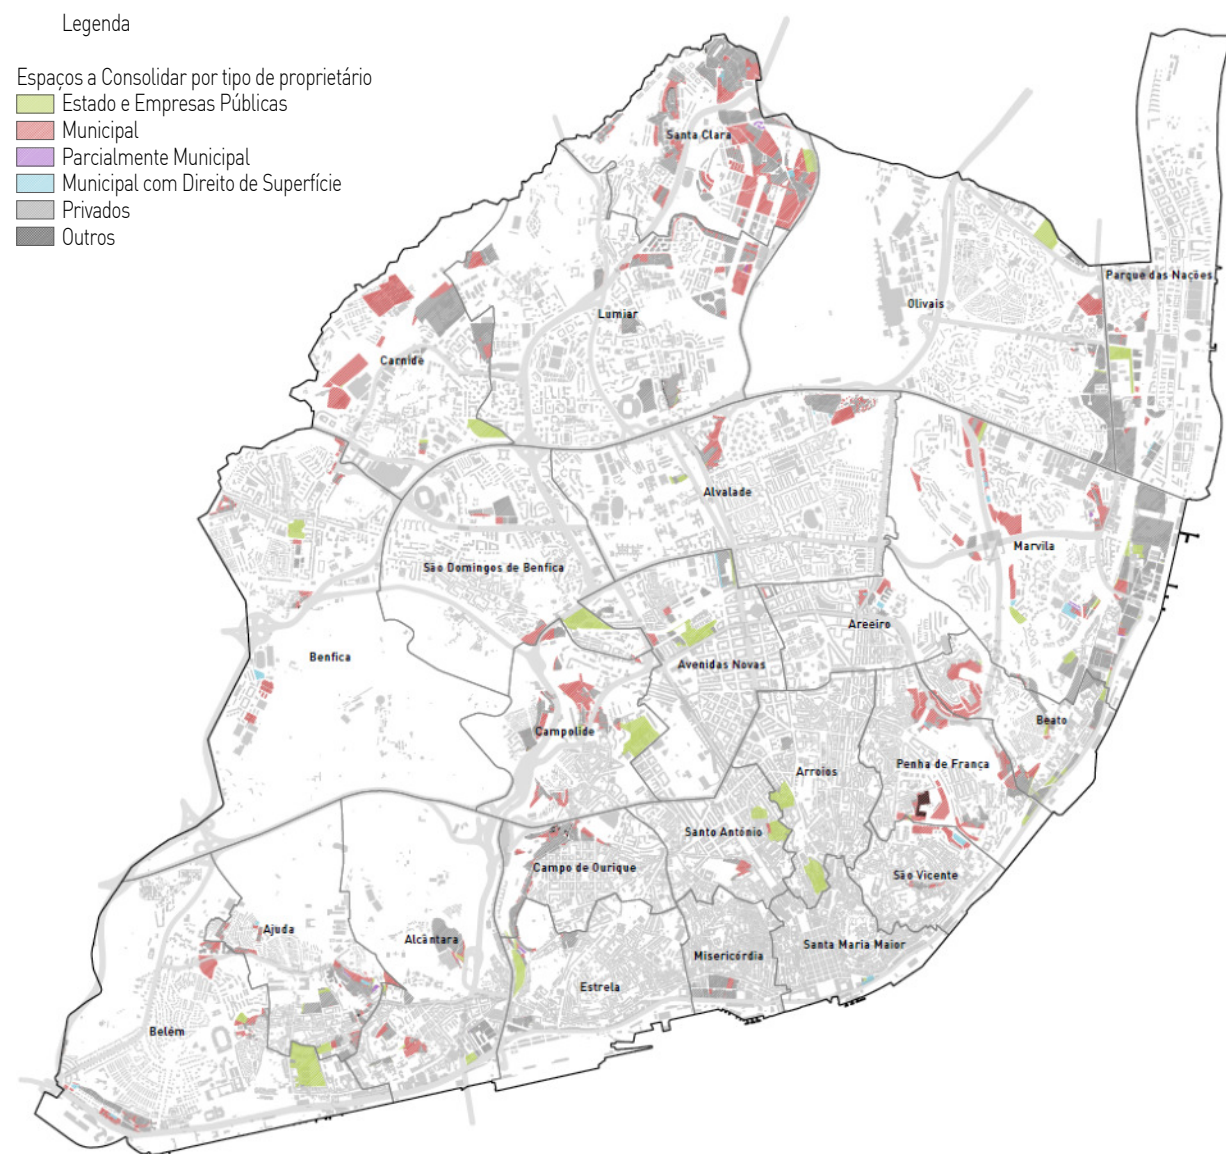 Legenda
Espaços a Consolidar por tipo de proprietário
Estado e Empresas Públicas
Municipal
Parcialmente Municipal
Municipal com Direito de Superfície
Privados
Outros
Santa Clara
Parque das Nações
Olivais
Lumiar
Carnide
Alvalade
Marvila
São Domingos de Benfica
Areeiro
Benfica
Avenidas Novas
Beato
Campolide
Penha de França
Arroios
Santo António
Campo de Ourique
São Vicente
Ajuda
Alcântara
Santa Maria Maior
Misericórdia
Estrela
Belém